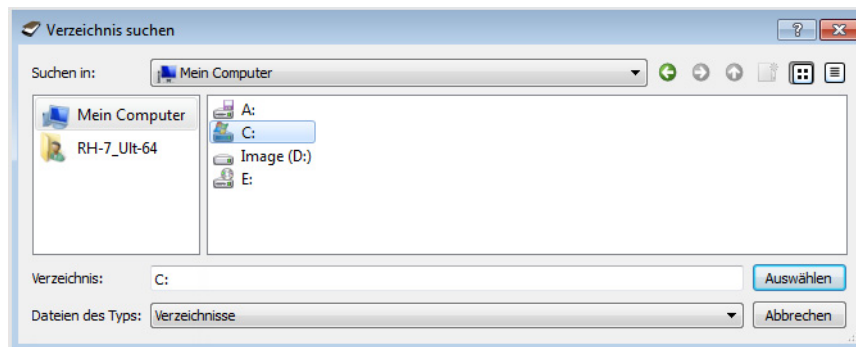 Verzeichnis suchen
Suchen in: Mein Computer
Mein Computer
RH-7_Ult-64
A:
C:
Image (D:)
E:
Verzeichnis: C: Auswählen
Dateien des Typs: Verzeichnisse Abbrechen